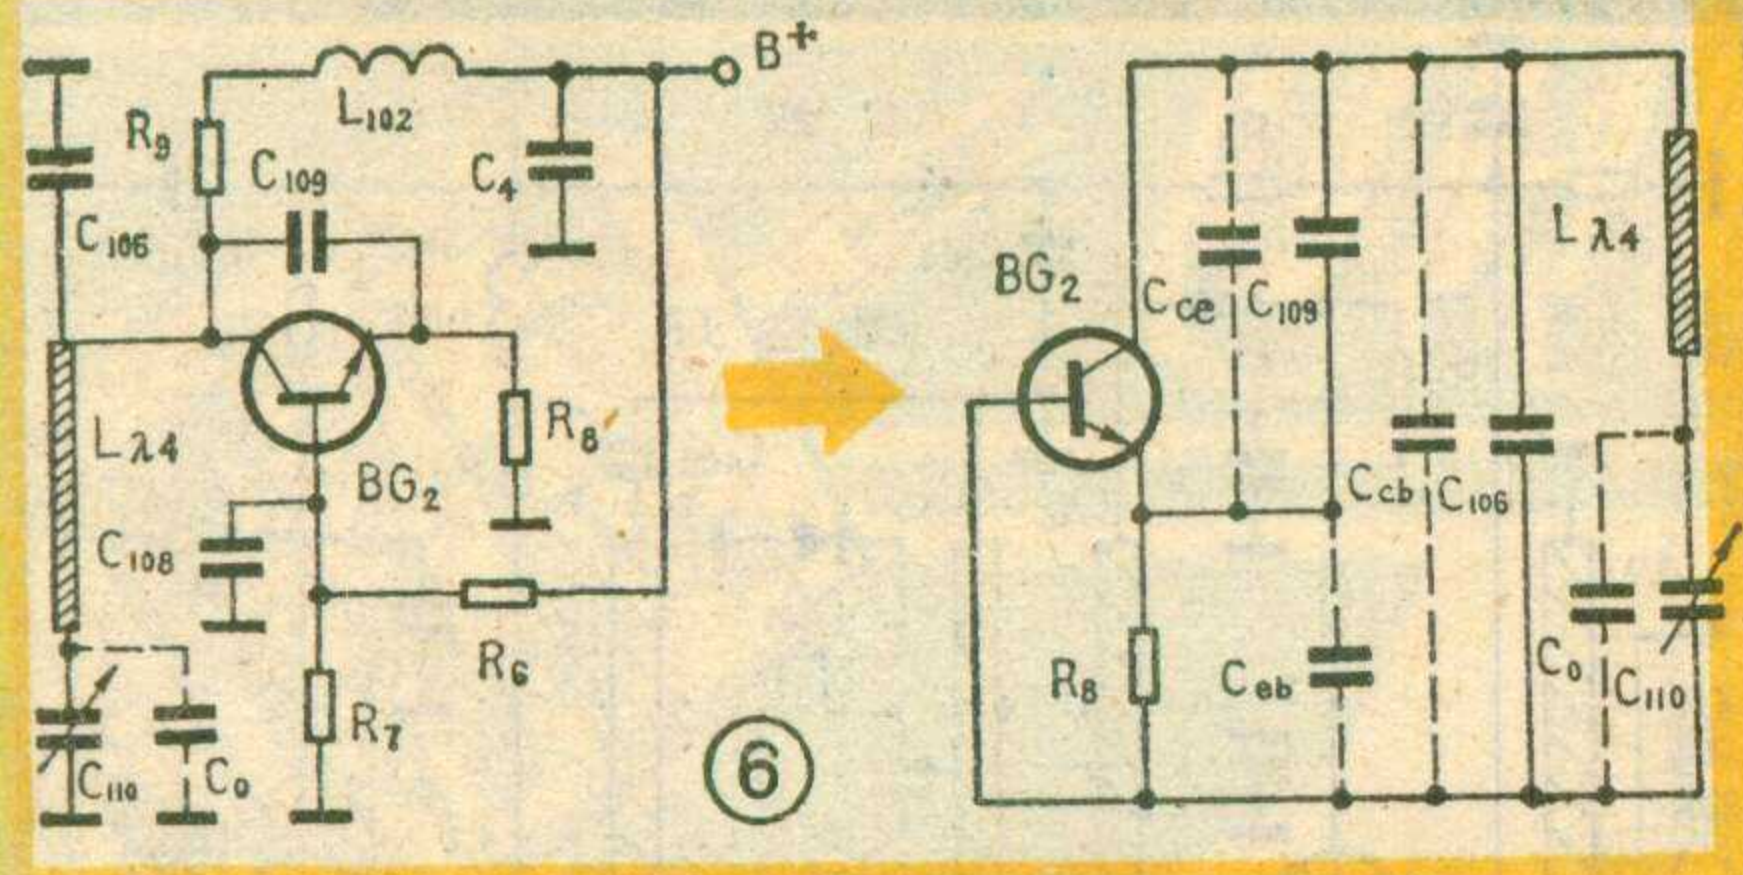 B+
L102
R9
C109
C4
C106
Lλ4
BG2
R8
C108
R6
R7
C110
C0
6
BG2
Cce
C109
Lλ4
Ccb
C106
R8
Ceb
C0
C110